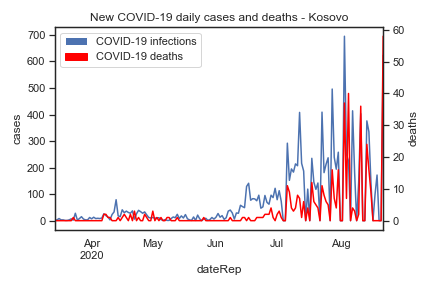 New COVID-19 daily cases and deaths - Kosovo
COVID-19 infections
COVID-19 deaths
700
600
500
400
300
200
100
0
cases
60
50
40
30
20
10
0
deaths
Apr
2020
May
Jun
Jul
Aug
dateRep